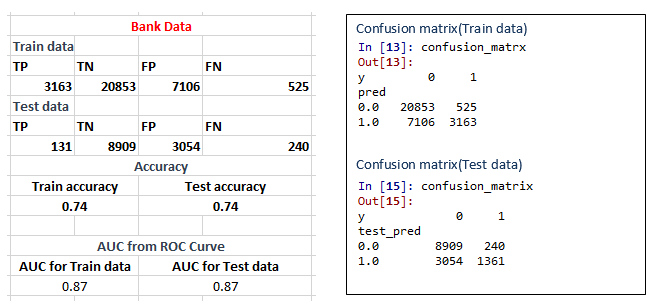 Bank Data
Train data
TP TN FP FN
3163 20853 7106 525
Test data
TP TN FP FN
131 8909 3054 240
Accuracy
Train accuracy Test accuracy
0.74 0.74
AUC from ROC Curve
AUC for Train data AUC for Test data
0.87 0.87
Confusion matrix(Train data)
In [13]: confusion_matrx
Out[13]:
y 0 1
pred
0.0 20853 525
1.0 7106 3163
Confusion matrix(Test data)
In [15]: confusion_matrix
Out[15]:
y 0 1
test_pred
0.0 8909 240
1.0 3054 1361